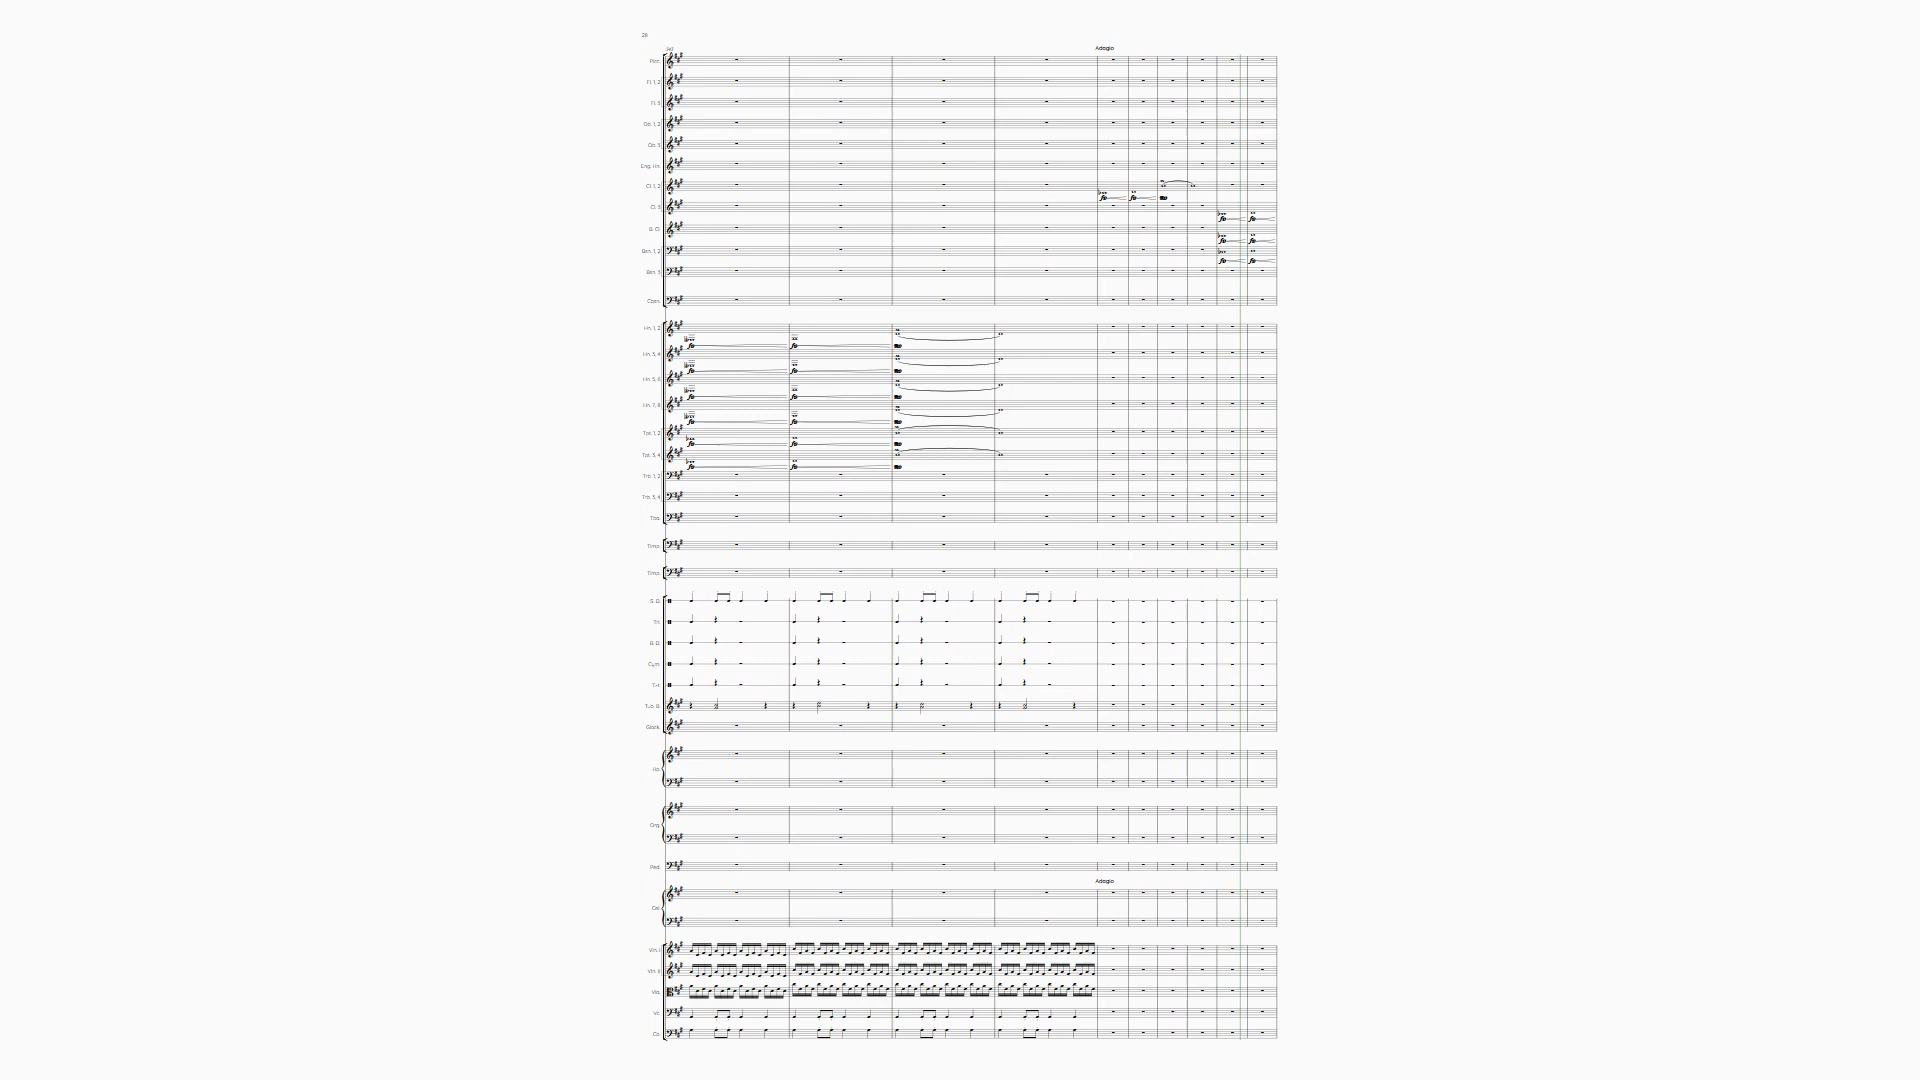 28
Adagio
Picc.
Fl. 1, 2
Fl. 3
Ob. 1, 2
Ob. 3
Eng. Hn.
Cl. 1, 2
Cl. 3
B. Cl.
Bsn. 1, 2
Bsn. 3
Cbsn.
Hn. 1, 2
Hn. 3, 4
Hn. 5, 6
Hn. 7, 8
Tpt. 1, 2
Tpt. 3, 4
Trb. 1, 2
Trb. 3, 4
Tba.
Timp.
Timp.
S. D.
Tri.
B. D.
Cym.
T.-t.
Tub. B.
Glock.
Hp.
Org.
Ped.
Adagio
Cel.
Vln. I
Vln. II
Vla.
Vc.
Cb.